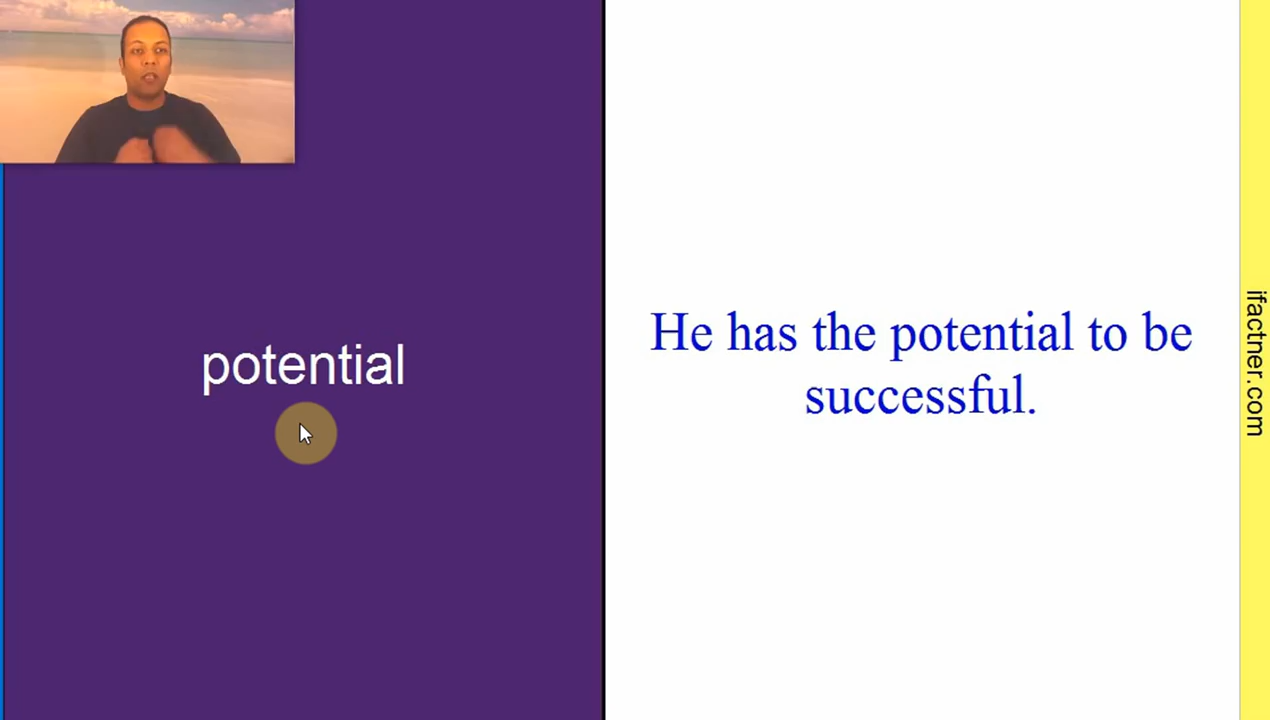 potential
He has the potential to be
successful.
ifactner.com